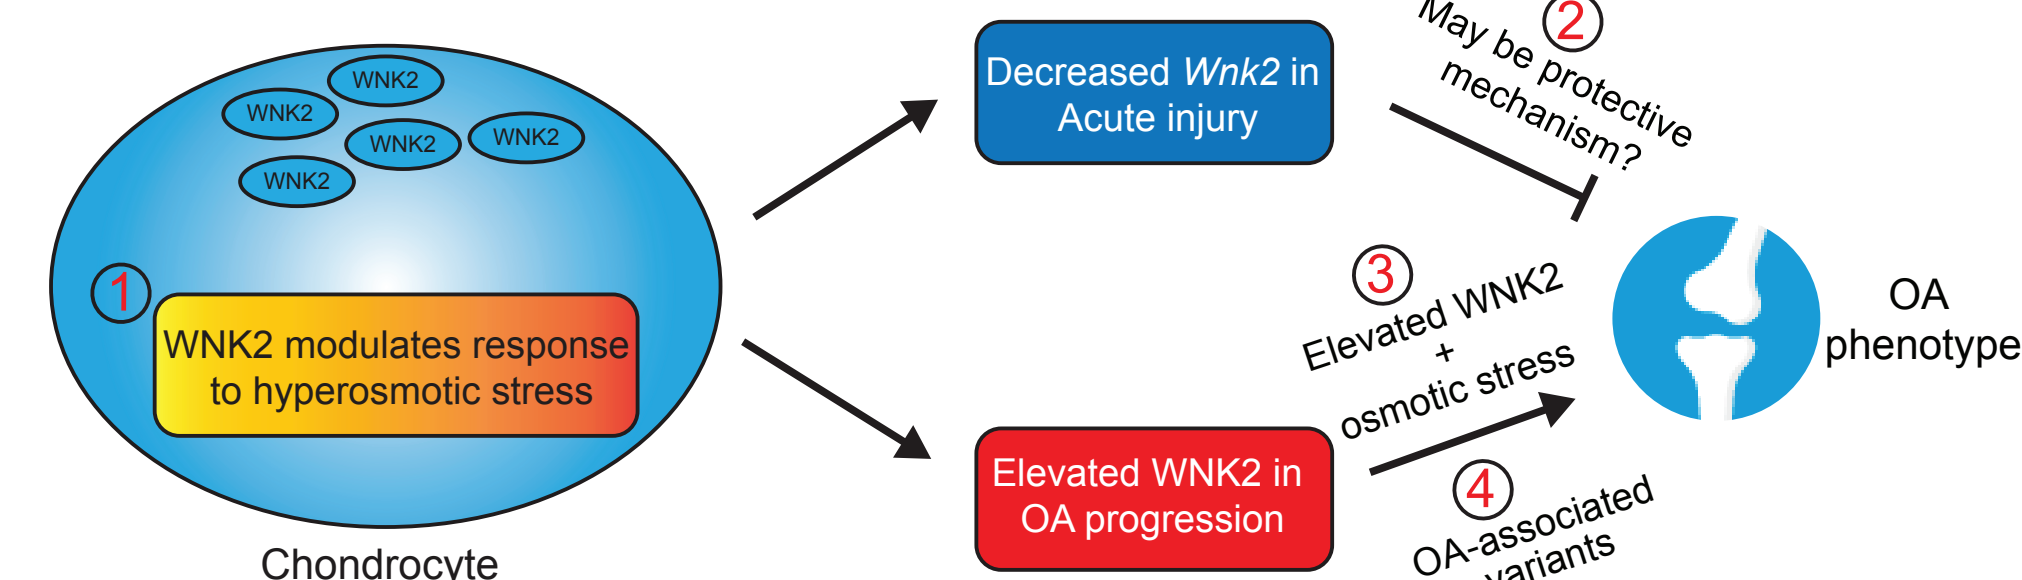 WNK2
WNK2
WNK2
WNK2
WNK2
1
WNK2 modulates response
to hyperosmotic stress
Chondrocyte
Decreased Wnk2 in
Acute injury
2
May be protective
mechanism?
Elevated WNK2 in
OA progression
3
Elevated WNK2
+
osmotic stress
4
OA-associated
variants
OA
phenotype